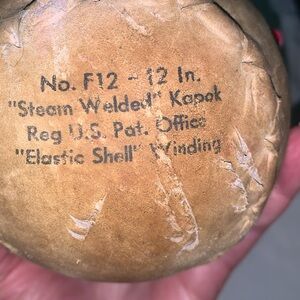 No. F12 - 12 In.
"Steam Welded" Kapok
Reg U.S. Pat. Office
"Elastic Shell" Winding